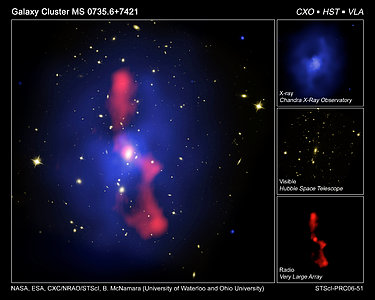 Galaxy Cluster MS 0735.6+7421
CXO • HST • VLA
X-ray
Chandra X-Ray Observatory
Visible
Hubble Space Telescope
Radio
Very Large Array
NASA, ESA, CXC/NRAO/STScI, B. McNamara (University of Waterloo and Ohio University)
STScI-PRC06-51